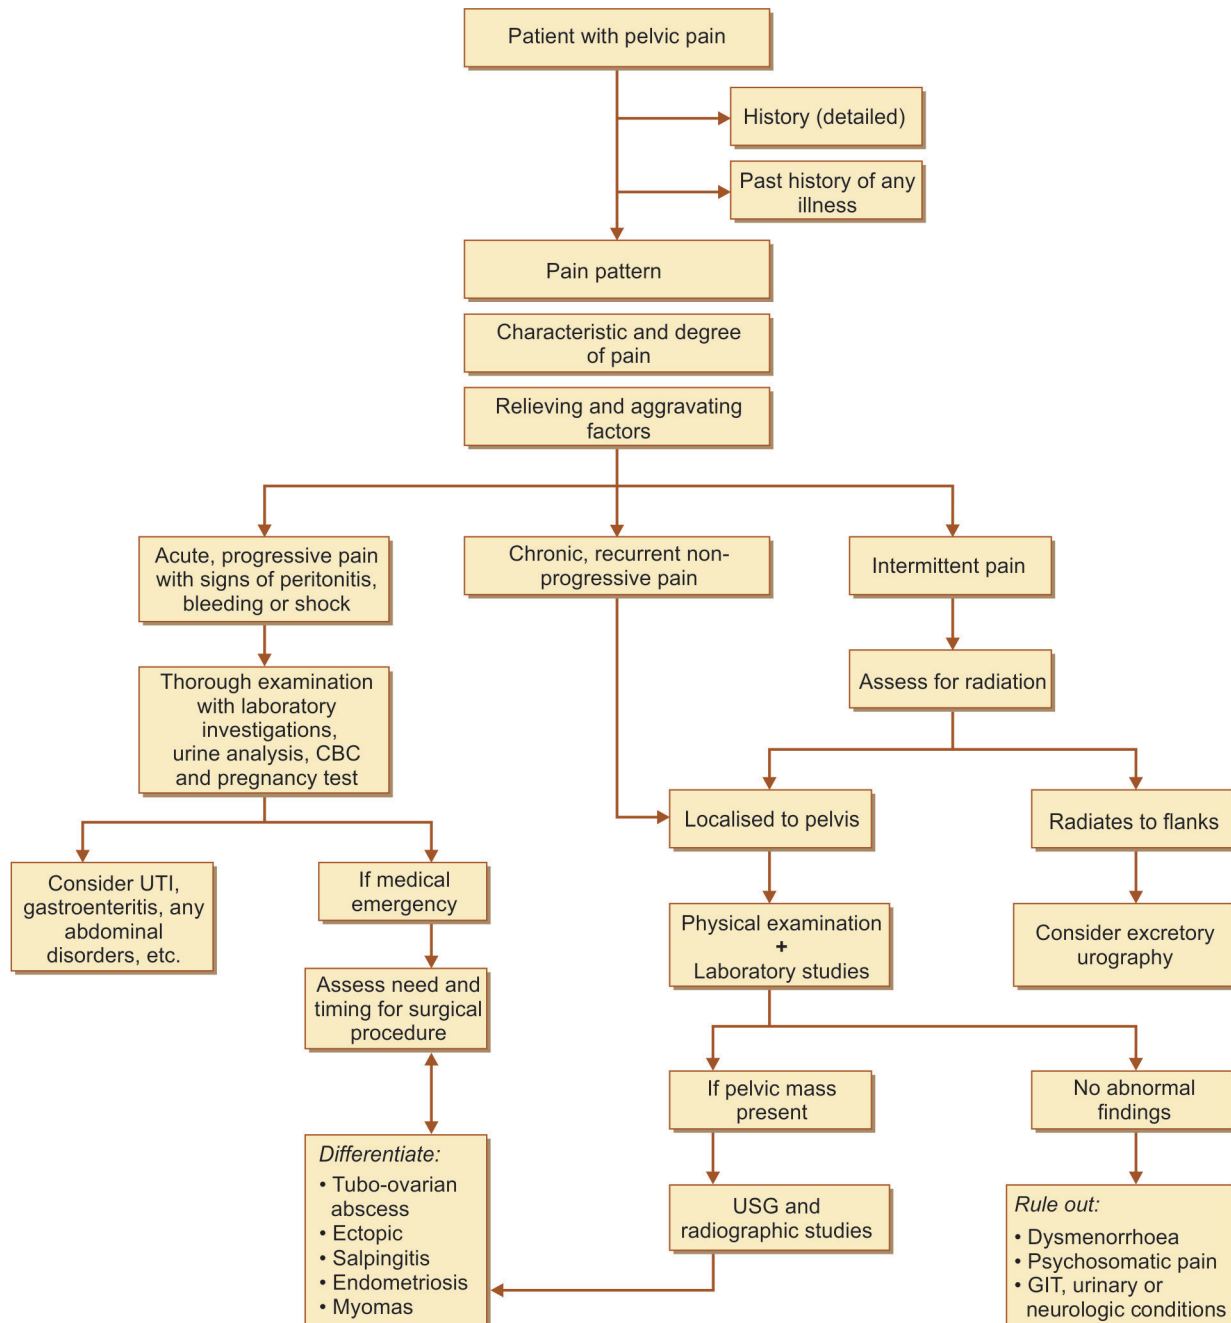 Patient with pelvic pain
History (detailed)
Past history of any
illness
Pain pattern
Characteristic and degree
of pain
Relieving and aggravating
factors
Acute, progressive pain
with signs of peritonitis,
bleeding or shock
Chronic, recurrent non-
progressive pain
Intermittent pain
Thorough examination
with laboratory
investigations,
urine analysis, CBC
and pregnancy test
Assess for radiation
Localised to pelvis
Radiates to flanks
Consider UTI,
gastroenteritis, any
abdominal
disorders, etc.
If medical
emergency
Physical examination
+
Laboratory studies
Consider excretory
urography
Assess need and
timing for surgical
procedure
If pelvic mass
present
No abnormal
findings
Differentiate:
• Tubo-ovarian
abscess
• Ectopic
• Salpingitis
• Endometriosis
• Myomas
USG and
radiographic studies
Rule out:
• Dysmenorrhoea
• Psychosomatic pain
• GIT, urinary or
neurologic conditions